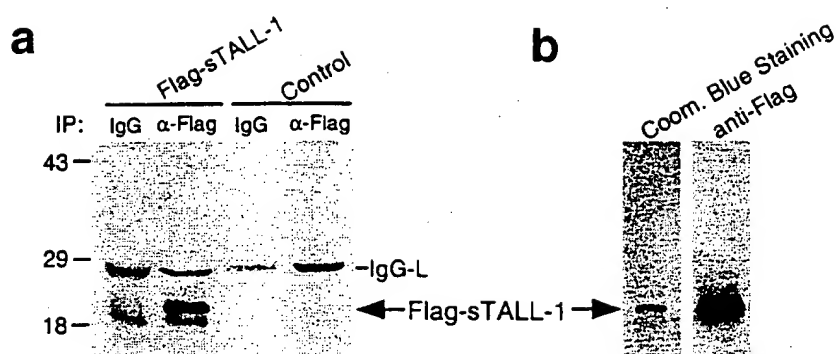 a
b
Flag-sTALL-1
Control
Coom. Blue Staining
anti-Flag
IP: IgG α-Flag IgG α-Flag
43
29
IgG-L
Flag-sTALL-1
18